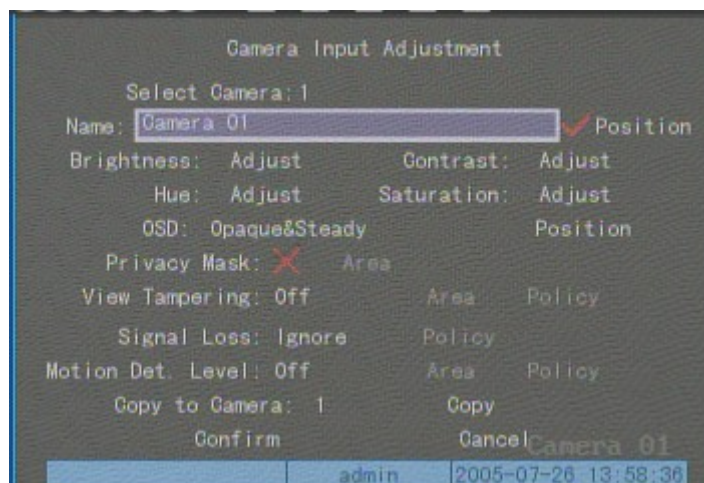 Camera Input Adjustment
Select Camera: 1
Name: Camera 01 Position
Brightness: Adjust Contrast: Adjust
Hue: Adjust Saturation: Adjust
OSD: Opaque&Steady Position
Privacy Mask: Area
View Tampering: Off Area Policy
Signal Loss: Ignore Policy
Motion Det. Level: Off Area Policy
Copy to Camera: 1 Copy
Confirm Cancel
Camera 01
admin 2005-07-26 13:58:36